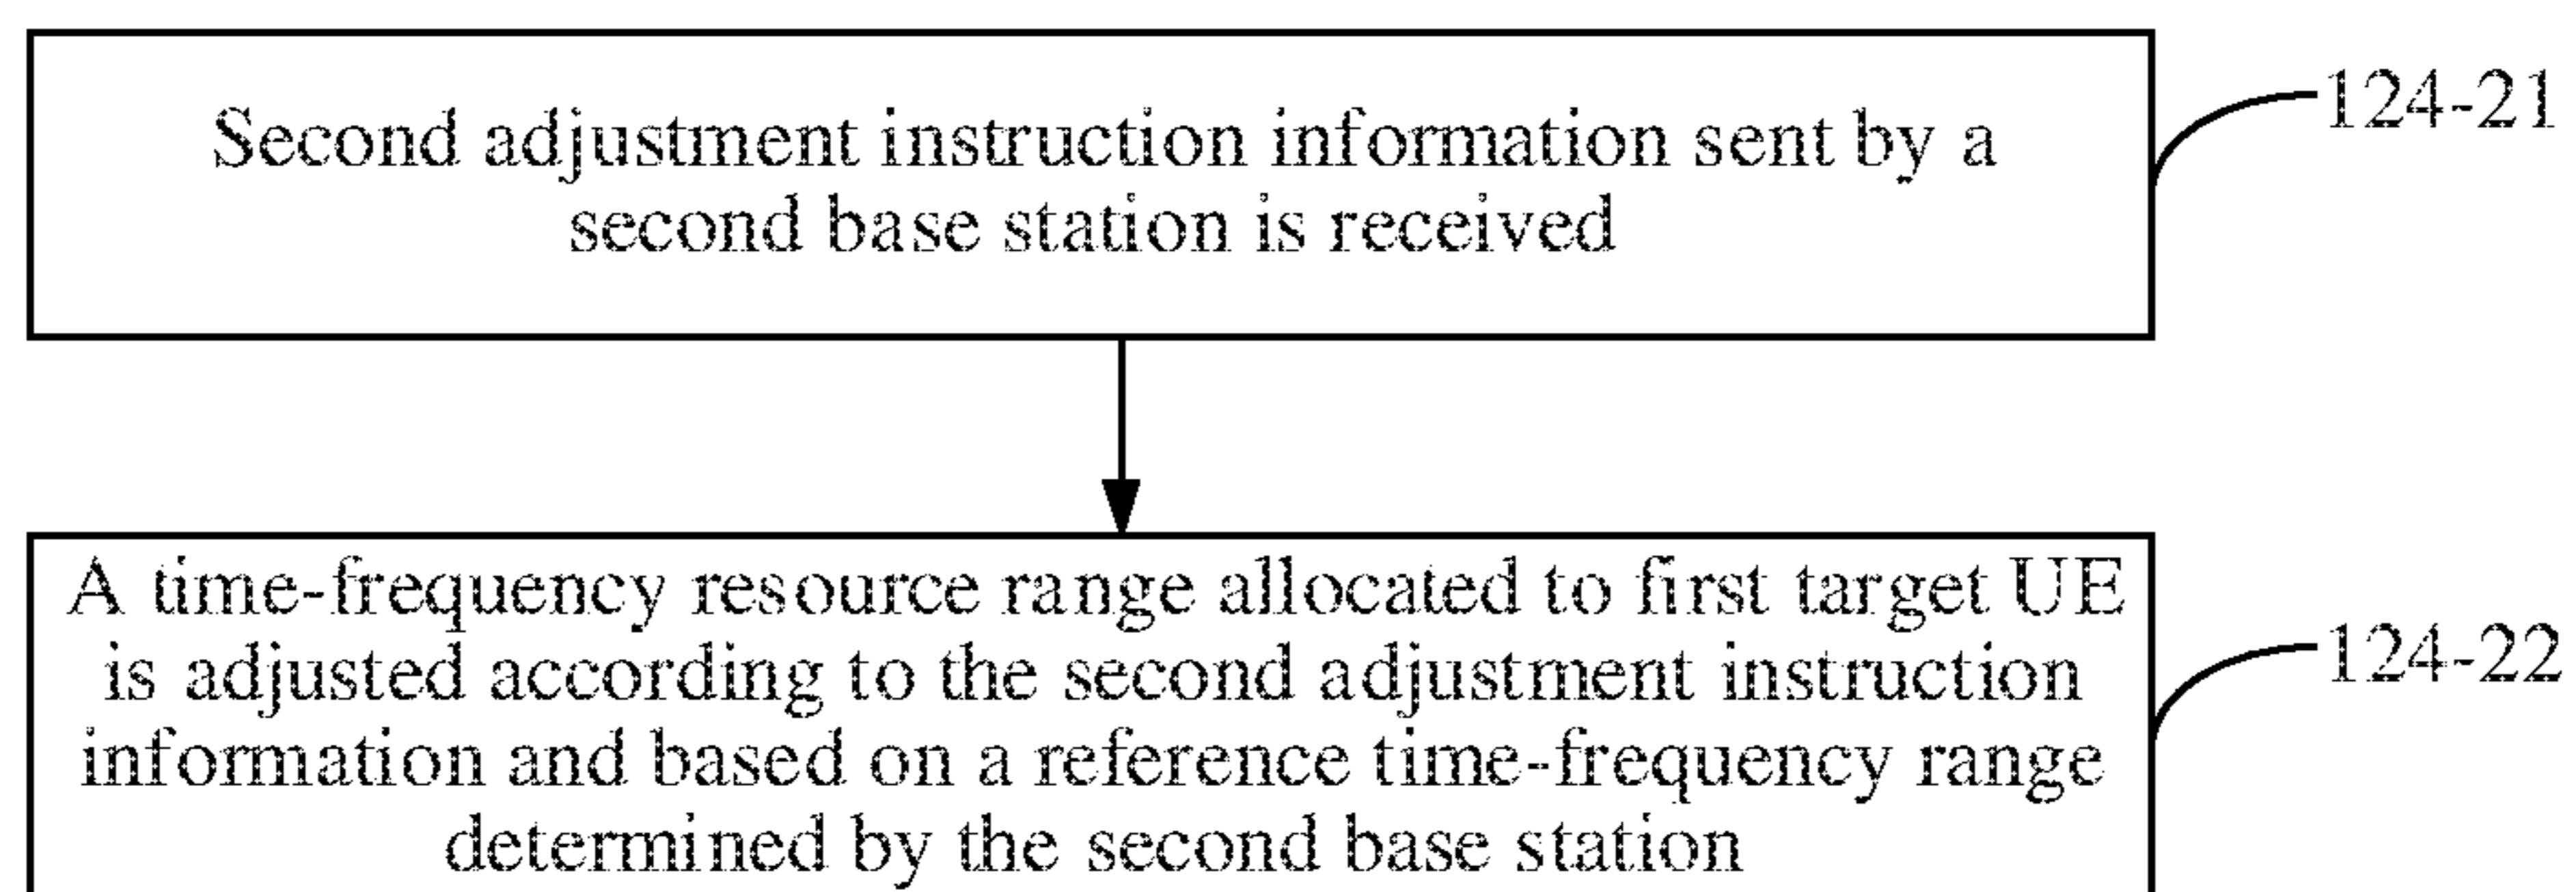 Second adjustment instruction information sent by a
second base station is received
124-21
A time-frequency resource range allocated to first target UE
is adjusted according to the second adjustment instruction
information and based on a reference time-frequency range
determined by the second base station
124-22